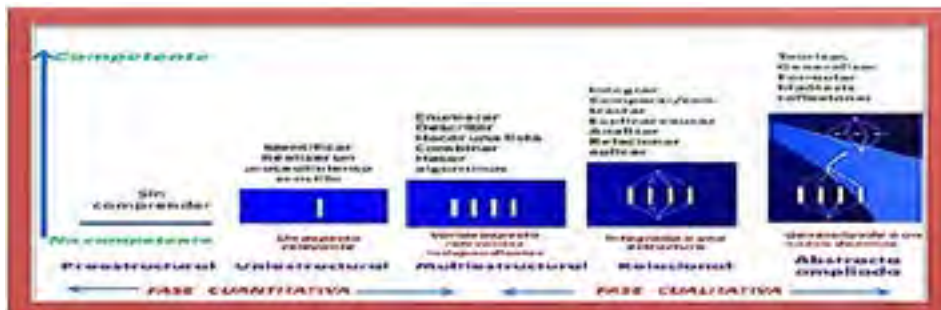 Competente
Teorizar,
Generalizar
Formular
hipótesis
reflexionar
Integrar
Comparar/con-
trastar
Explicar causas
Analizar
Relacionar
aplicar
Enumerar
Describir
Hacer una lista
Combinar
Hacer
algoritmos
Identificar
Realizar un
procedimiento
sencillo
Sin
comprender
No competente
Un aspecto
relevante
Varios aspectos
relevantes
independientes
Integrados a una
estructura
Generalizado a un
nuevo dominio
Preestructural
Uniestructural
Multiestructural
Relacional
Abstracto
ampliado
FASE CUANTITATIVA
FASE CUALITATIVA